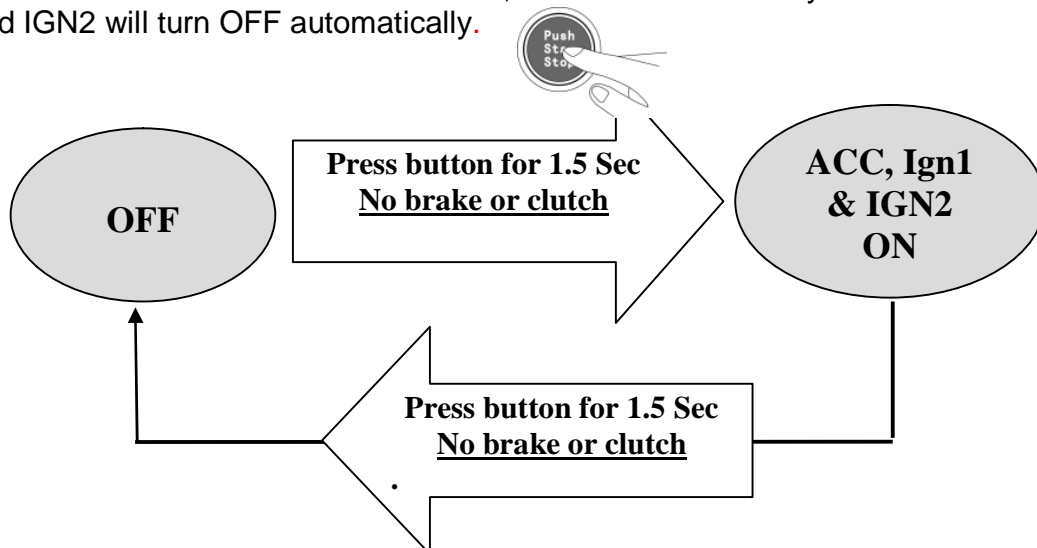 d IGN2 will turn OFF automatically.
Push
Stop
OFF
Press button for 1.5 Sec
No brake or clutch
ACC, Ign1
& IGN2
ON
Press button for 1.5 Sec
No brake or clutch
.